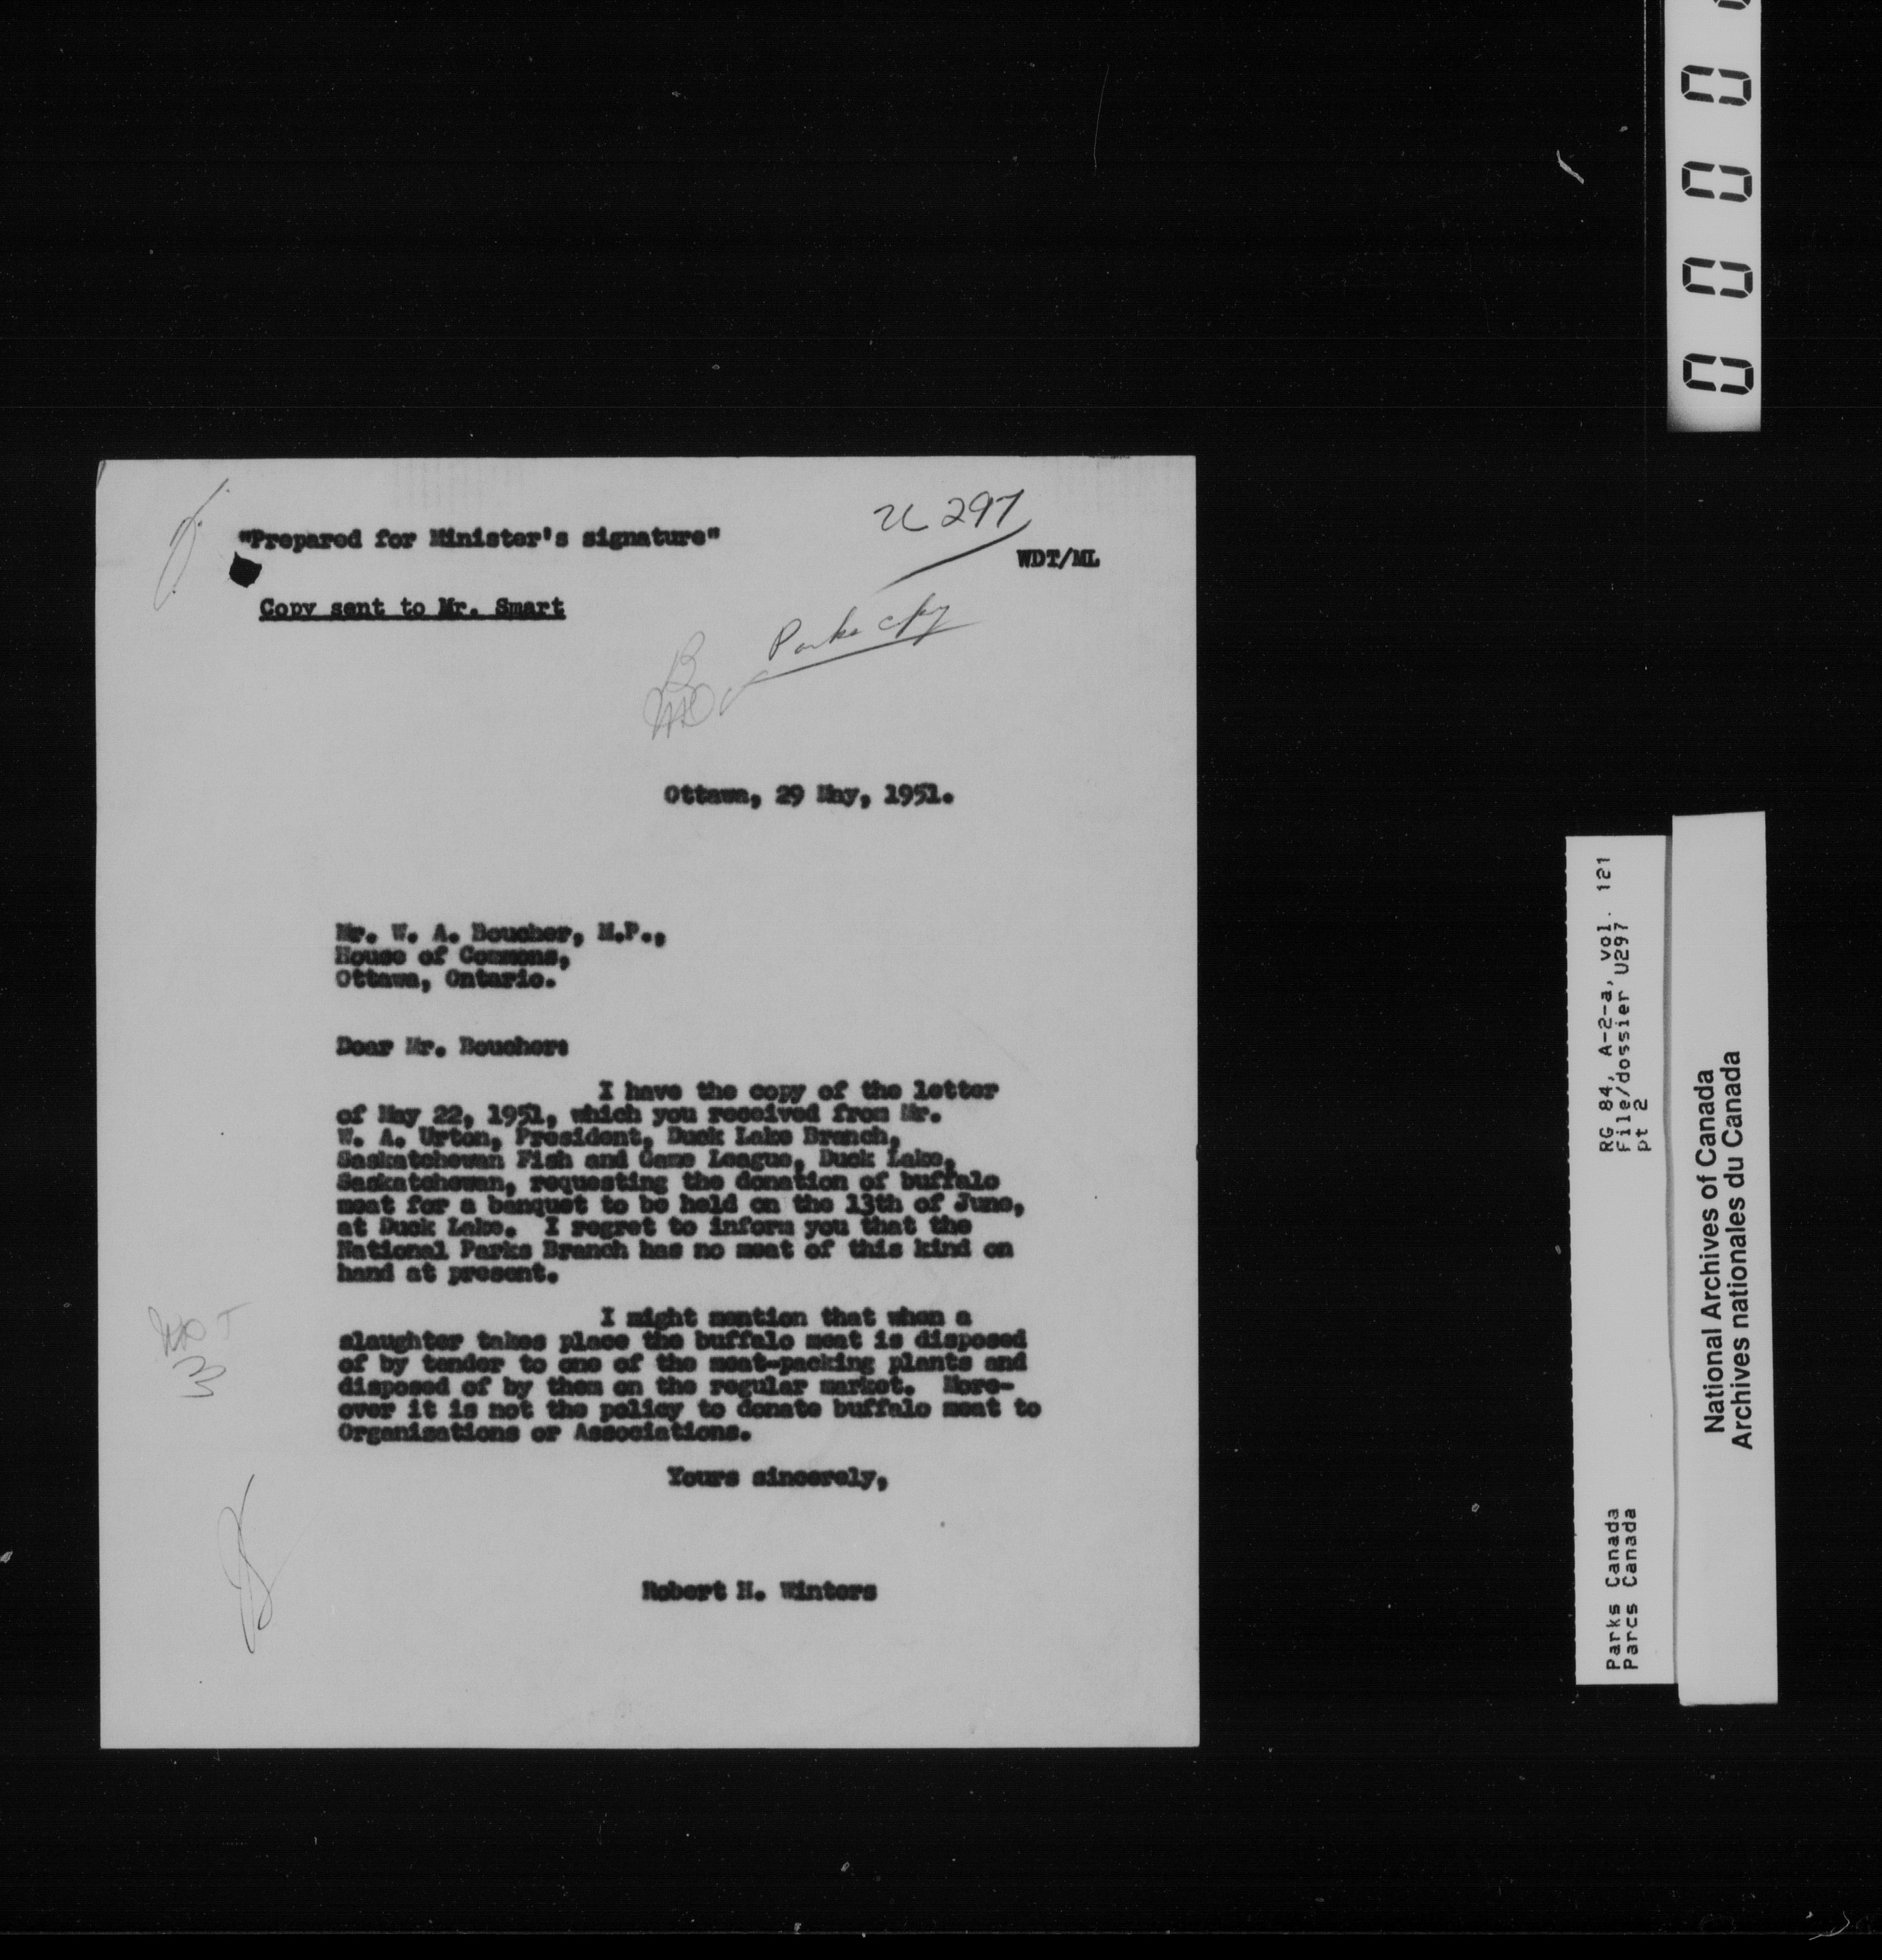 "Prepared for Minister's signature"
U 297
WDT/ML
Copy sent to Mr. Smart
Parks copy
Ottawa, 29 May, 1951.
Mr. W. A. Boucher, M.P.,
House of Commons,
Ottawa, Ontario.
Dear Mr. Boucher:
I have the copy of the letter
of May 22, 1951, which you received from Mr.
W. A. Urton, President, Duck Lake Branch,
Saskatchewan Fish and Game League, Duck Lake,
Saskatchewan, requesting the donation of buffalo
meat for a banquet to be held on the 13th of June,
at Duck Lake. I regret to inform you that the
National Parks Branch has no meat of this kind on
hand at present.
I might mention that when a
slaughter takes place the buffalo meat is disposed
of by tender to one of the meat-packing plants and
disposed of by them on the regular market. More-
over it is not the policy to donate buffalo meat to
Organisations or Associations.
Yours sincerely,
Robert H. Winters
0000
RG 84, A-2-a, vol. 121
File/dossier U297
pt 2
Parks Canada
Parcs Canada
National Archives of Canada
Archives nationales du Canada